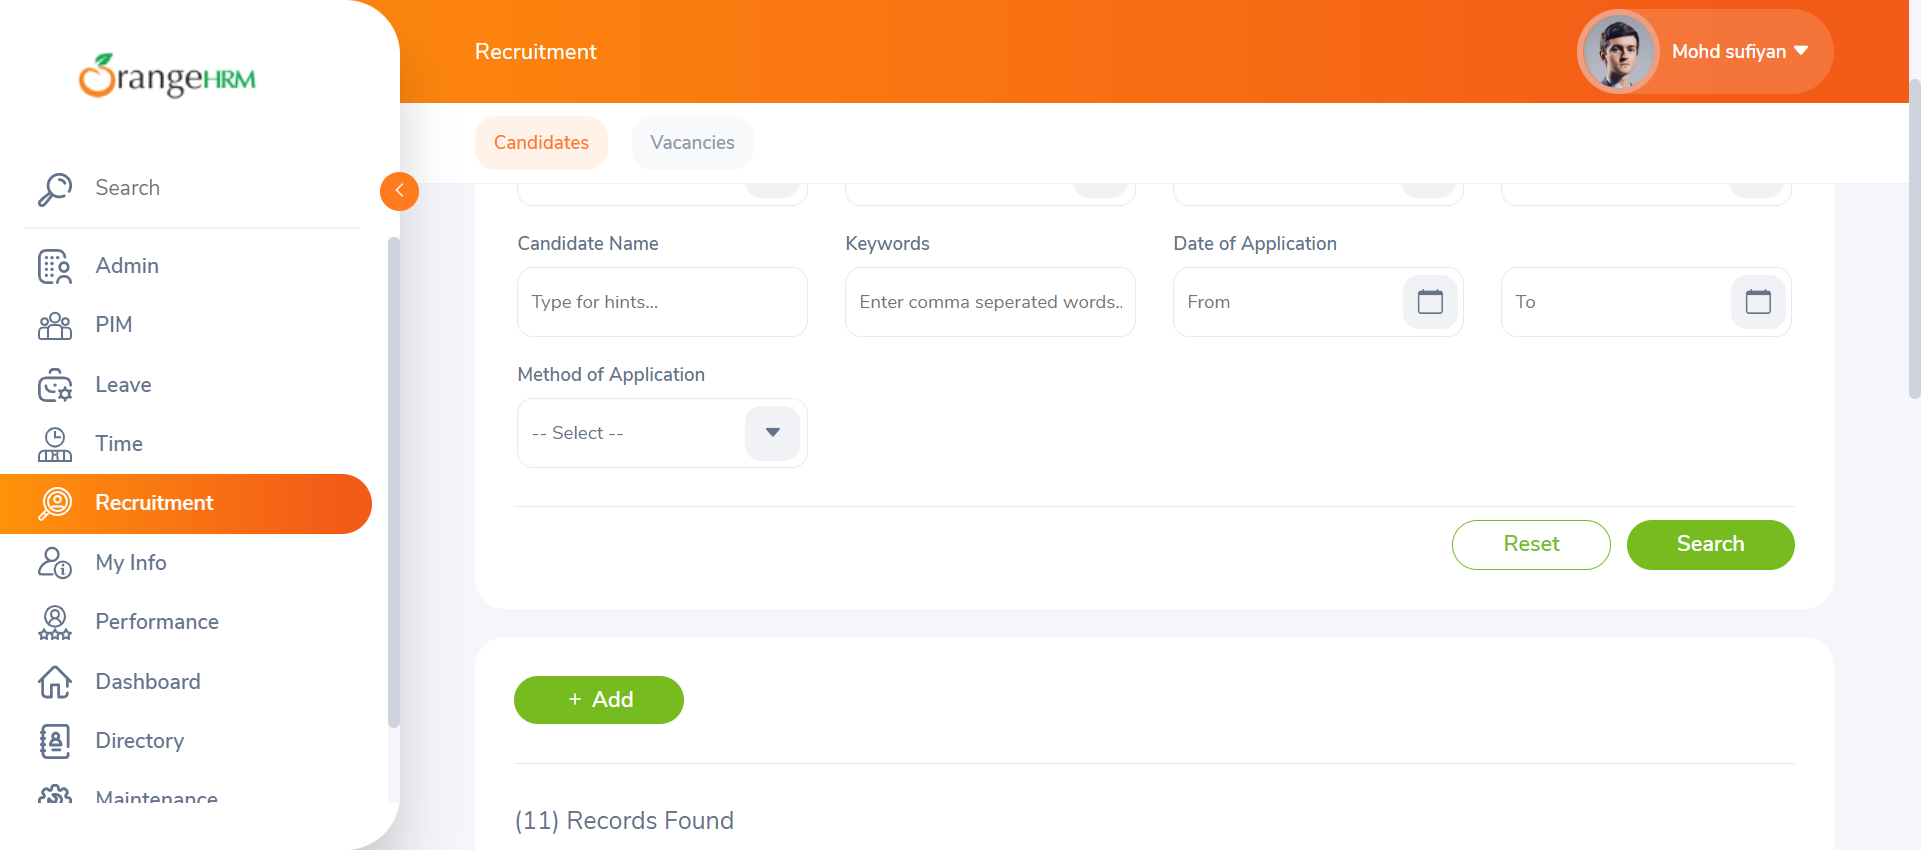 OrangeHRM
Recruitment
Mohd sufiyan
Candidates
Vacancies
Search
Admin
PIM
Leave
Time
Recruitment
My Info
Performance
Dashboard
Directory
Maintenance
Candidate Name
Keywords
Date of Application
Type for hints...
Enter comma seperated words..
From
To
Method of Application
-- Select --
Reset
Search
+ Add
(11) Records Found